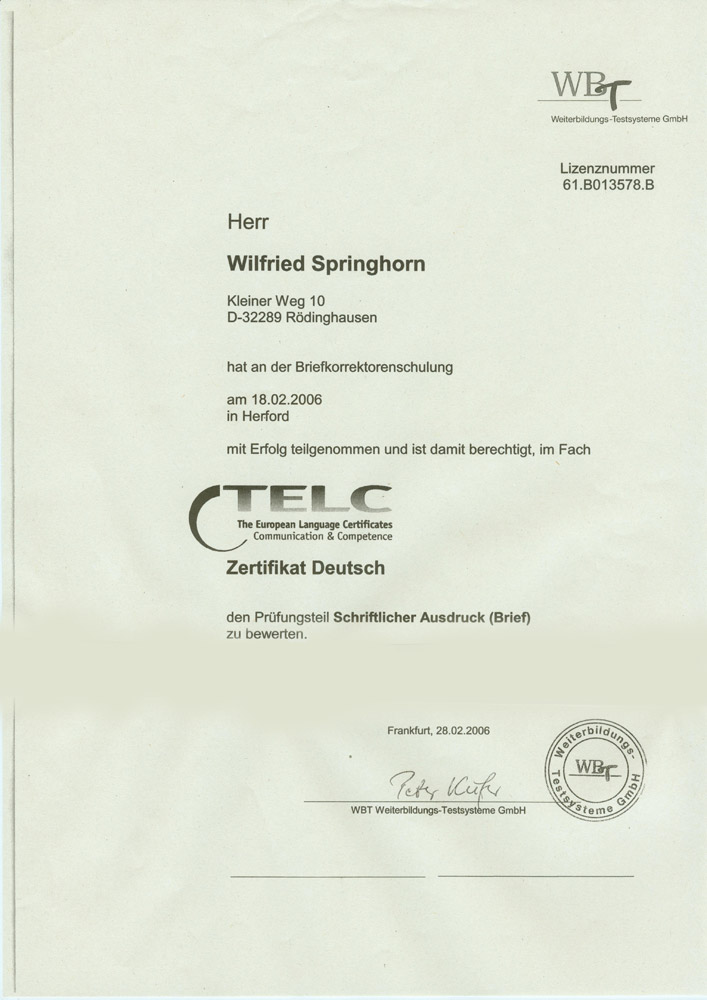 WBT
Weiterbildungs-Testsysteme GmbH
Lizenznummer
61.B013578.B
Herr
Wilfried Springhorn
Kleiner Weg 10
D-32289 Rödinghausen
hat an der Briefkorrektorenschulung
am 18.02.2006
in Herford
mit Erfolg teilgenommen und ist damit berechtigt, im Fach
TELC
The European Language Certificates
Communication & Competence
Zertifikat Deutsch
den Prüfungsteil Schriftlicher Ausdruck (Brief)
zu bewerten.
Frankfurt, 28.02.2006
Weiterbildungs-
WBT
Testsysteme GmbH
Peter
WBT Weiterbildungs-Testsysteme GmbH